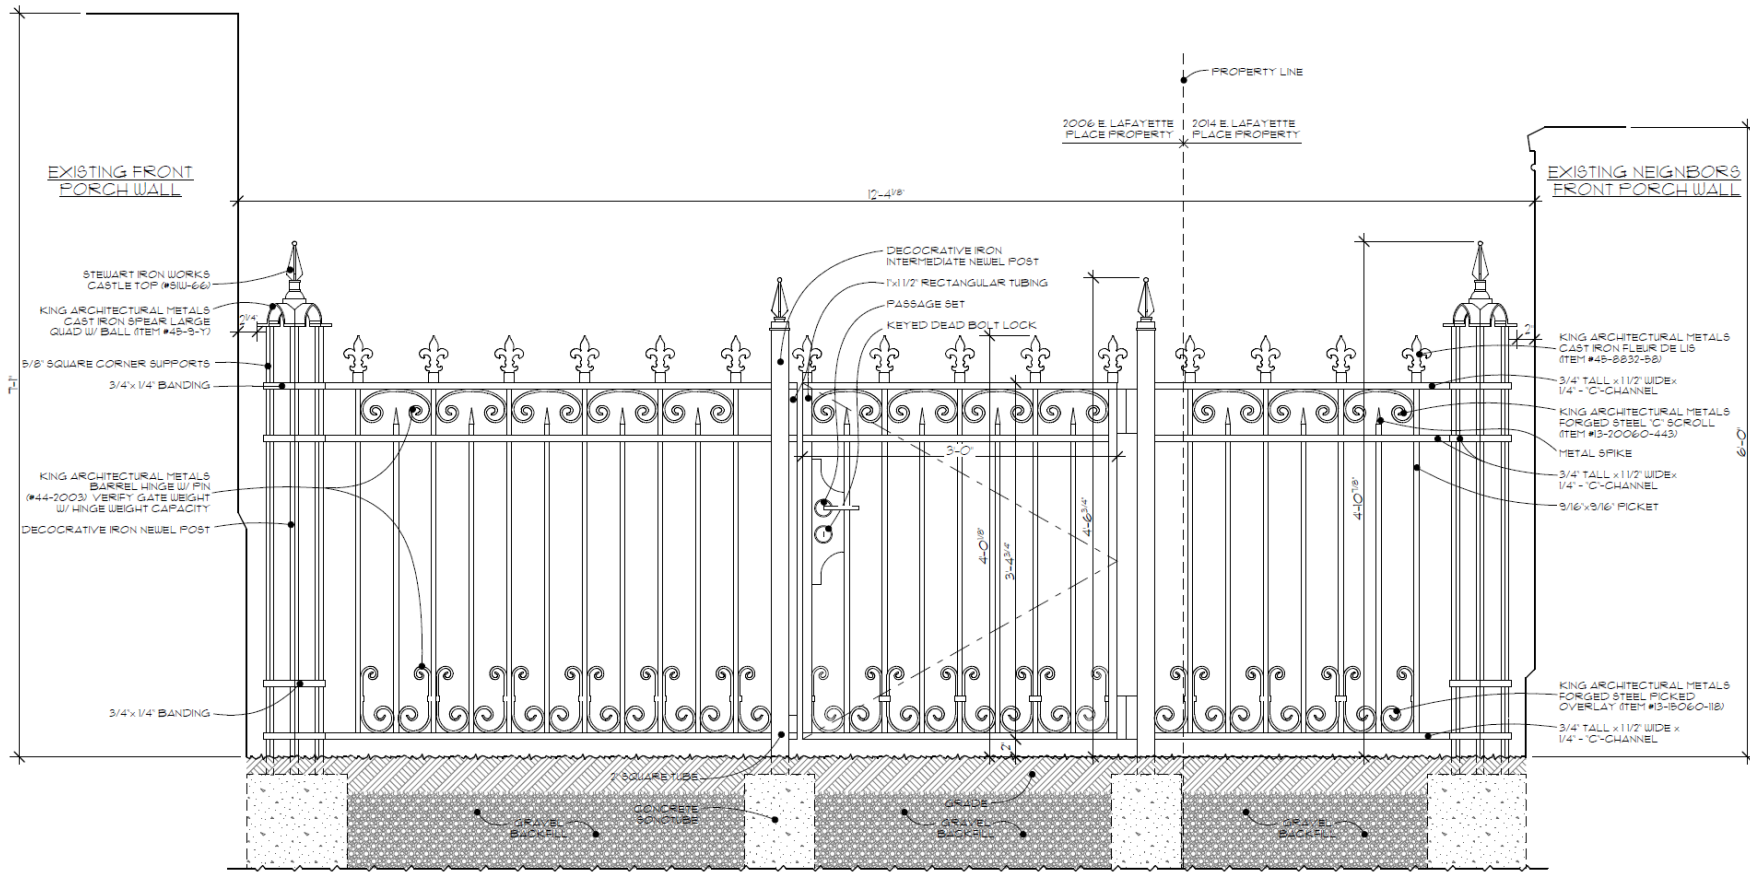 PROPERTY LINE
2006 E. LAFAYETTE
PLACE PROPERTY
2014 E. LAFAYETTE
PLACE PROPERTY
EXISTING FRONT
PORCH WALL
EXISTING NEIGNBORS
FRONT PORCH WALL
12'-4 1/8"
7'-1"
6'-0"
STEWART IRON WORKS
CASTLE TOP (#SIW-66)
KING ARCHITECTURAL METALS
CAST IRON SPEAR LARGE
QUAD W/ BALL (ITEM #45-9-Y)
2 1/4"
5/8" SQUARE CORNER SUPPORTS
3/4"x 1/4" BANDING
KING ARCHITECTURAL METALS
BARREL HINGE W/ PIN
(#44-2003) VERIFY GATE WEIGHT
W/ HINGE WEIGHT CAPACITY
DECOCRATIVE IRON NEWEL POST
3/4"x 1/4" BANDING
DECOCRATIVE IRON
INTERMEDIATE NEWEL POST
1"x1 1/2" RECTANGULAR TUBING
PASSAGE SET
KEYED DEAD BOLT LOCK
3'-0"
4'-0 1/8"
3'-4 3/4"
4'-6 3/4"
4'-10 7/8"
2"
2"
KING ARCHITECTURAL METALS
CAST IRON FLEUR DE LIS
(ITEM #45-8832-58)
3/4" TALL x 1 1/2" WIDE x
1/4" - "C"-CHANNEL
KING ARCHITECTURAL METALS
FORGED STEEL "C" SCROLL
(ITEM #13-20060-443)
METAL SPIKE
3/4" TALL x 1 1/2" WIDE x
1/4" - "C"-CHANNEL
9/16"x9/16" PICKET
KING ARCHITECTURAL METALS
FORGED STEEL PICKED
OVERLAY (ITEM #13-15060-118)
3/4" TALL x 1 1/2" WIDE x
1/4" - "C"-CHANNEL
2" SQUARE TUBE
CONCRETE
SONOTUBE
GRADE
GRAVEL
BACKFILL
GRAVEL
BACKFILL
GRAVEL
BACKFILL